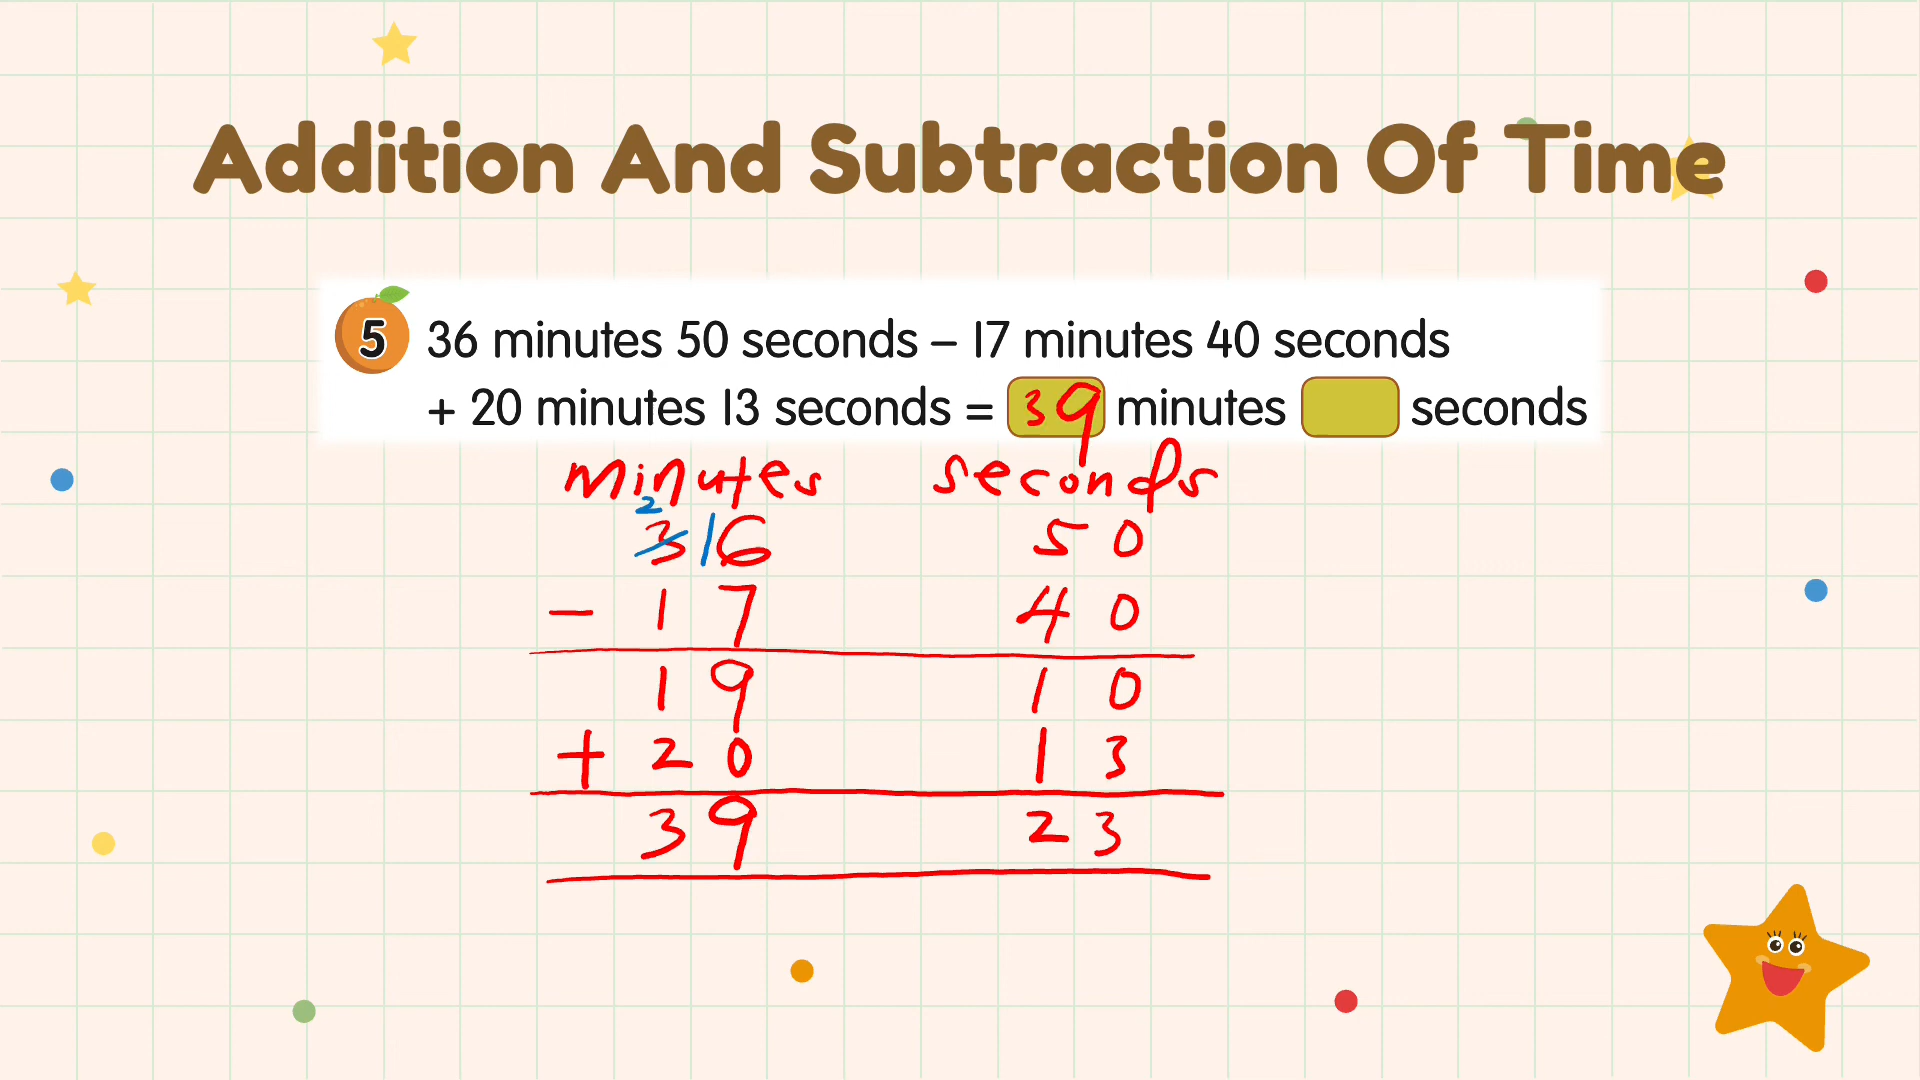 Addition And Subtraction Of Time
5 36 minutes 50 seconds – 17 minutes 40 seconds
+ 20 minutes 13 seconds = 39 minutes seconds
minutes seconds
2
3 16 50
- 17 40
19 10
+ 20 13
39 23